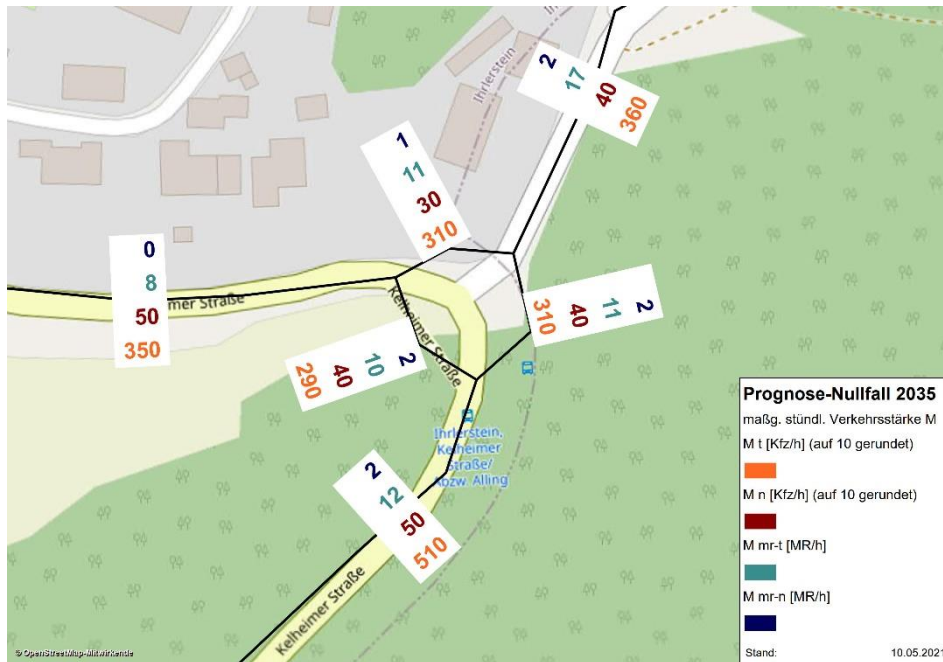 Ihrlerstein
Ih
2
17
40
360
1
11
30
310
0
8
50
350
mer Straße
Kelheimer Straße
310
40
11
2
290
40
10
2
Ihrlerstein,
Kelheimer
Straße/
Abzw. Alling
2
12
50
510
Kelheimer Straße
Prognose-Nullfall 2035
maßg. stündl. Verkehrsstärke M
M t [Kfz/h] (auf 10 gerundet)
M n [Kfz/h] (auf 10 gerundet)
M mr-t [MR/h]
M mr-n [MR/h]
Stand: 10.05.2021
© OpenStreetMap-Mitwirkende